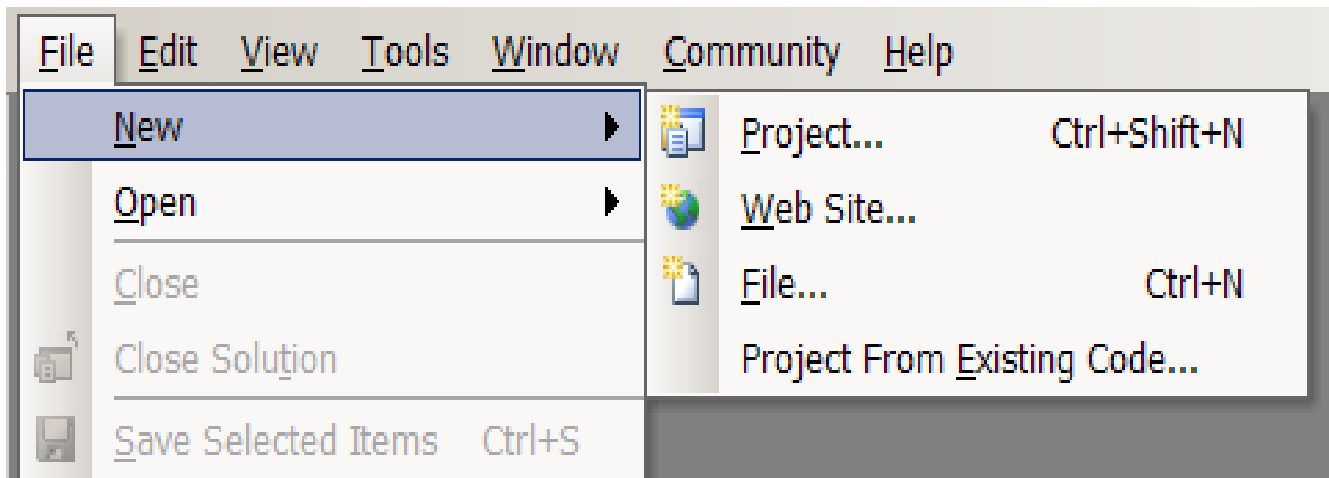 File Edit View Tools Window Community Help
New
Open
Close
Close Solution
Save Selected Items Ctrl+S
Project... Ctrl+Shift+N
Web Site...
File... Ctrl+N
Project From Existing Code...